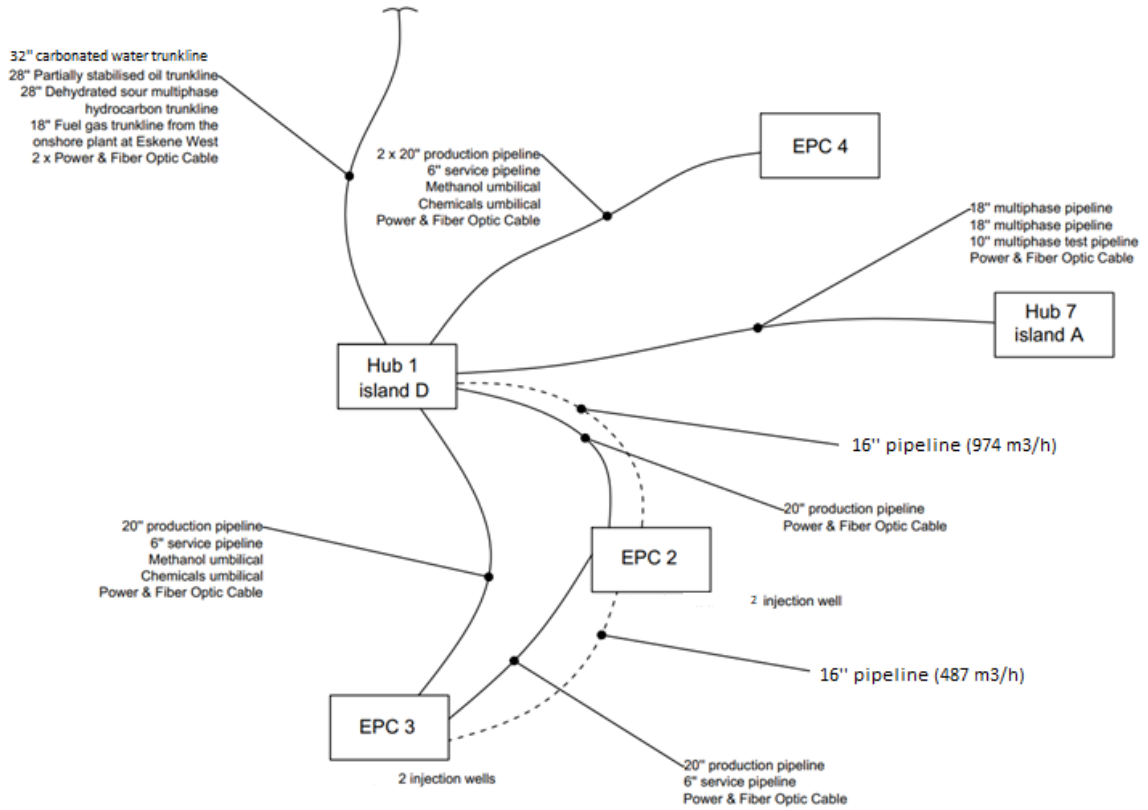 32" carbonated water trunkline
28" Partially stabilised oil trunkline
28" Dehydrated sour multiphase
hydrocarbon trunkline
18" Fuel gas trunkline from the
onshore plant at Eskene West
2 x Power & Fiber Optic Cable
2 x 20" production pipeline
6" service pipeline
Methanol umbilical
Chemicals umbilical
Power & Fiber Optic Cable
EPC 4
18" multiphase pipeline
18" multiphase pipeline
10" multiphase test pipeline
Power & Fiber Optic Cable
Hub 7
island A
Hub 1
island D
16'' pipeline (974 m3/h)
20" production pipeline
Power & Fiber Optic Cable
20" production pipeline
6" service pipeline
Methanol umbilical
Chemicals umbilical
Power & Fiber Optic Cable
EPC 2
2 injection well
16'' pipeline (487 m3/h)
EPC 3
2 injection wells
20" production pipeline
6" service pipeline
Power & Fiber Optic Cable